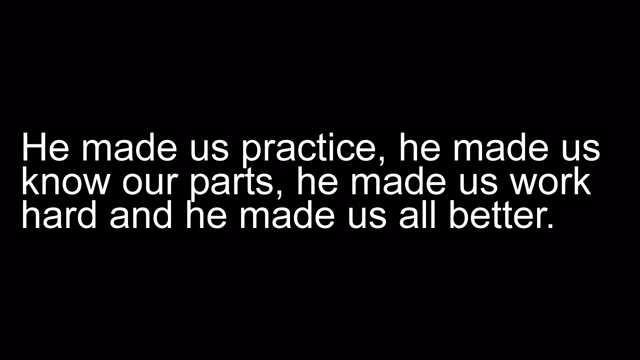 He made us practice, he made us
know our parts, he made us work
hard and he made us all better.